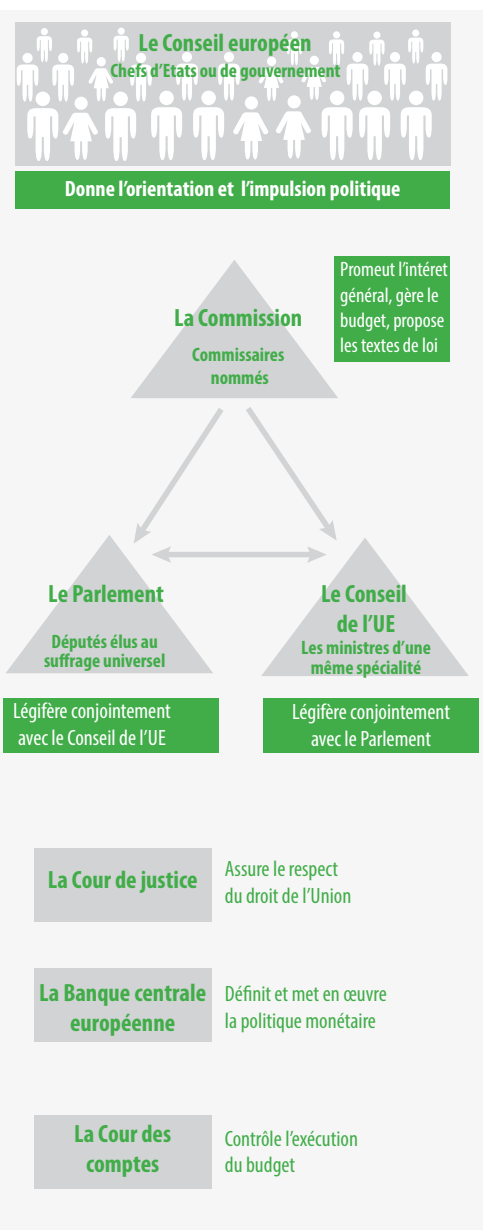 Le Conseil européen
Chefs d'Etats ou de gouvernement
Donne l'orientation et l'impulsion politique
La Commission
Commissaires
nommés
Promeut l'intéret
général, gère le
budget, propose
les textes de loi
Le Parlement
Députés élus au
suffrage universel
Légifère conjointement
avec le Conseil de l'UE
Le Conseil
de l'UE
Les ministres d'une
même spécialité
Légifère conjointement
avec le Parlement
La Cour de justice
Assure le respect
du droit de l'Union
La Banque centrale
européenne
Définit et met en œuvre
la politique monétaire
La Cour des
comptes
Contrôle l'exécution
du budget